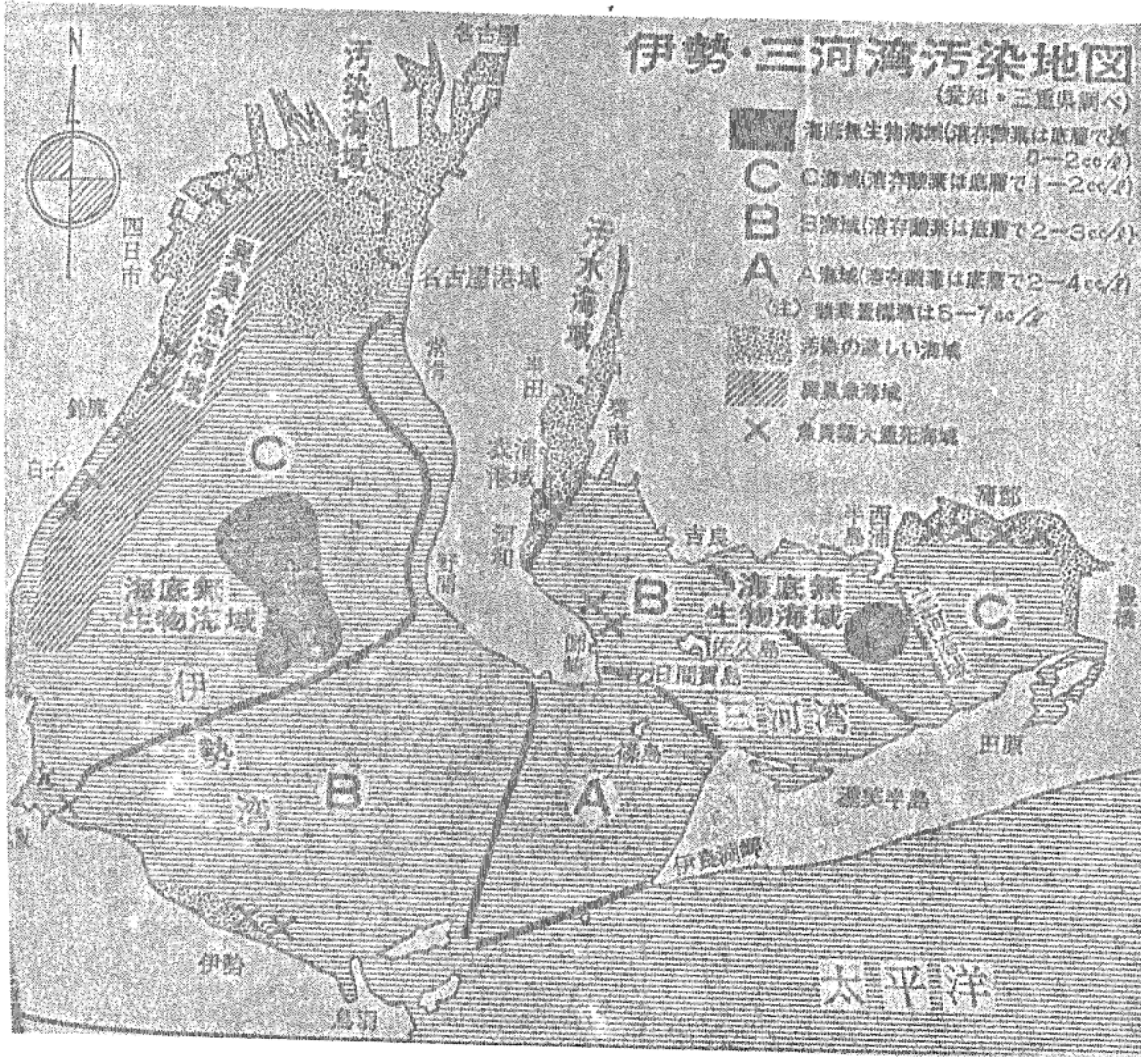 伊勢・三河湾汚染地図
(愛知・三重県調べ)
海底無生物海域(溶存酸素は底層で
0—2cc/ℓ)
C C海域(溶存酸素は底層で1—2cc/ℓ)
B B海域(溶存酸素は底層で2—3cc/ℓ)
A A海域(溶存酸素は底層で2—4cc/ℓ)
(注) 酸素量標準は5—7cc/ℓ
汚染の激しい海域
異臭魚海域
× 魚貝類大量死海域
N
名古屋
汚染海域
四日市
異臭魚海域
名古屋港域
汚水海域
常滑
半田
碧南
鈴鹿
白子
C
衣浦
港域
河和
野間
吉良
西浦
半島
蒲郡
豊橋
海底無
生物海域
B
海底無
生物海域
C
三河港域
師崎
佐久島
日間賀島
三河湾
篠島
田原
渥美半島
伊良湖岬
伊
勢
湾
B
A
伊勢
鳥羽
太平洋